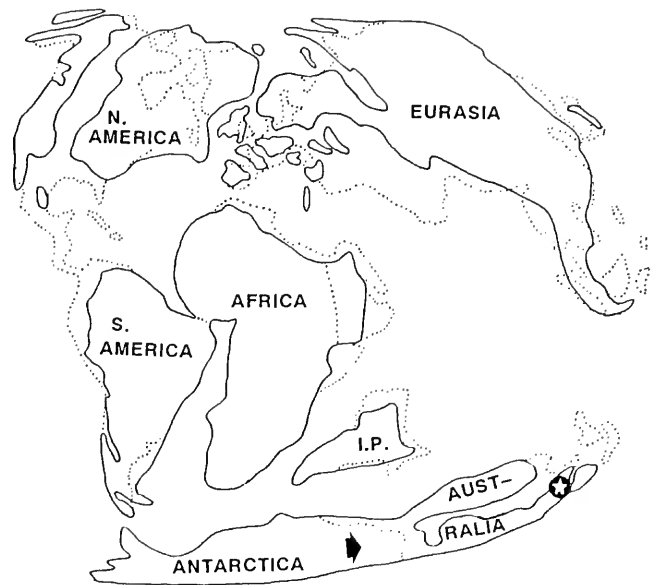 N.
AMERICA
EURASIA
AFRICA
S.
AMERICA
I.P.
AUST–
RALIA
ANTARCTICA